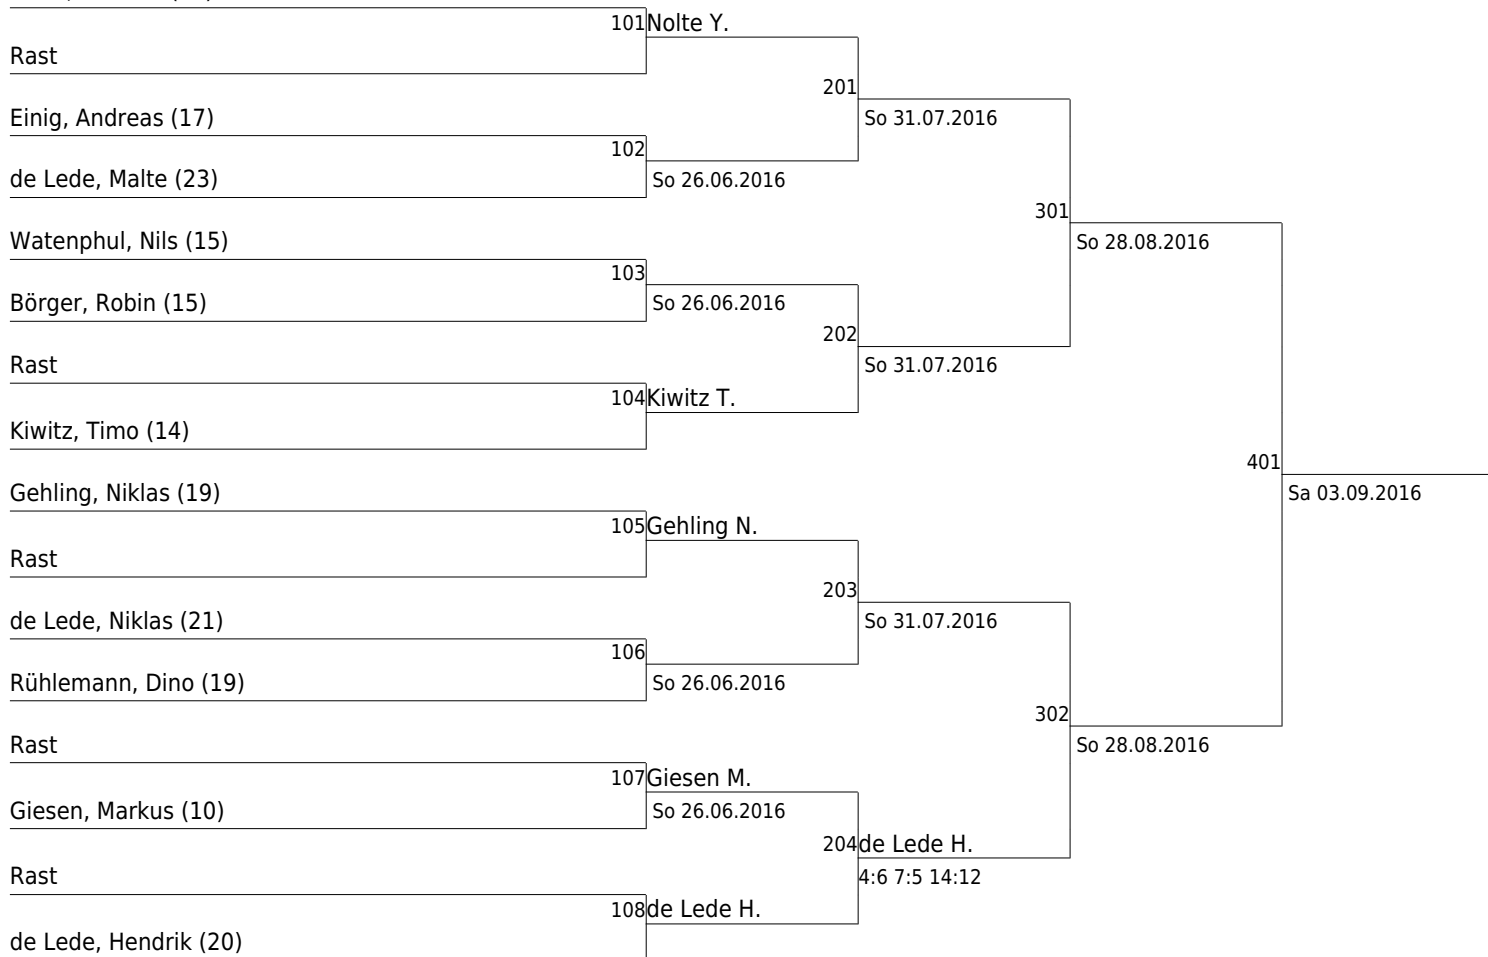 101 Nolte Y.
Rast
201
Einig, Andreas (17)
So 31.07.2016
102
de Lede, Malte (23)
So 26.06.2016
301
Watenphul, Nils (15)
So 28.08.2016
103
Börger, Robin (15)
So 26.06.2016
202
Rast
So 31.07.2016
104 Kiwitz T.
Kiwitz, Timo (14)
401
Gehling, Niklas (19)
Sa 03.09.2016
105 Gehling N.
Rast
203
de Lede, Niklas (21)
So 31.07.2016
106
Rühlemann, Dino (19)
So 26.06.2016
302
Rast
So 28.08.2016
107 Giesen M.
Giesen, Markus (10)
So 26.06.2016
204 de Lede H.
Rast
4:6 7:5 14:12
108 de Lede H.
de Lede, Hendrik (20)